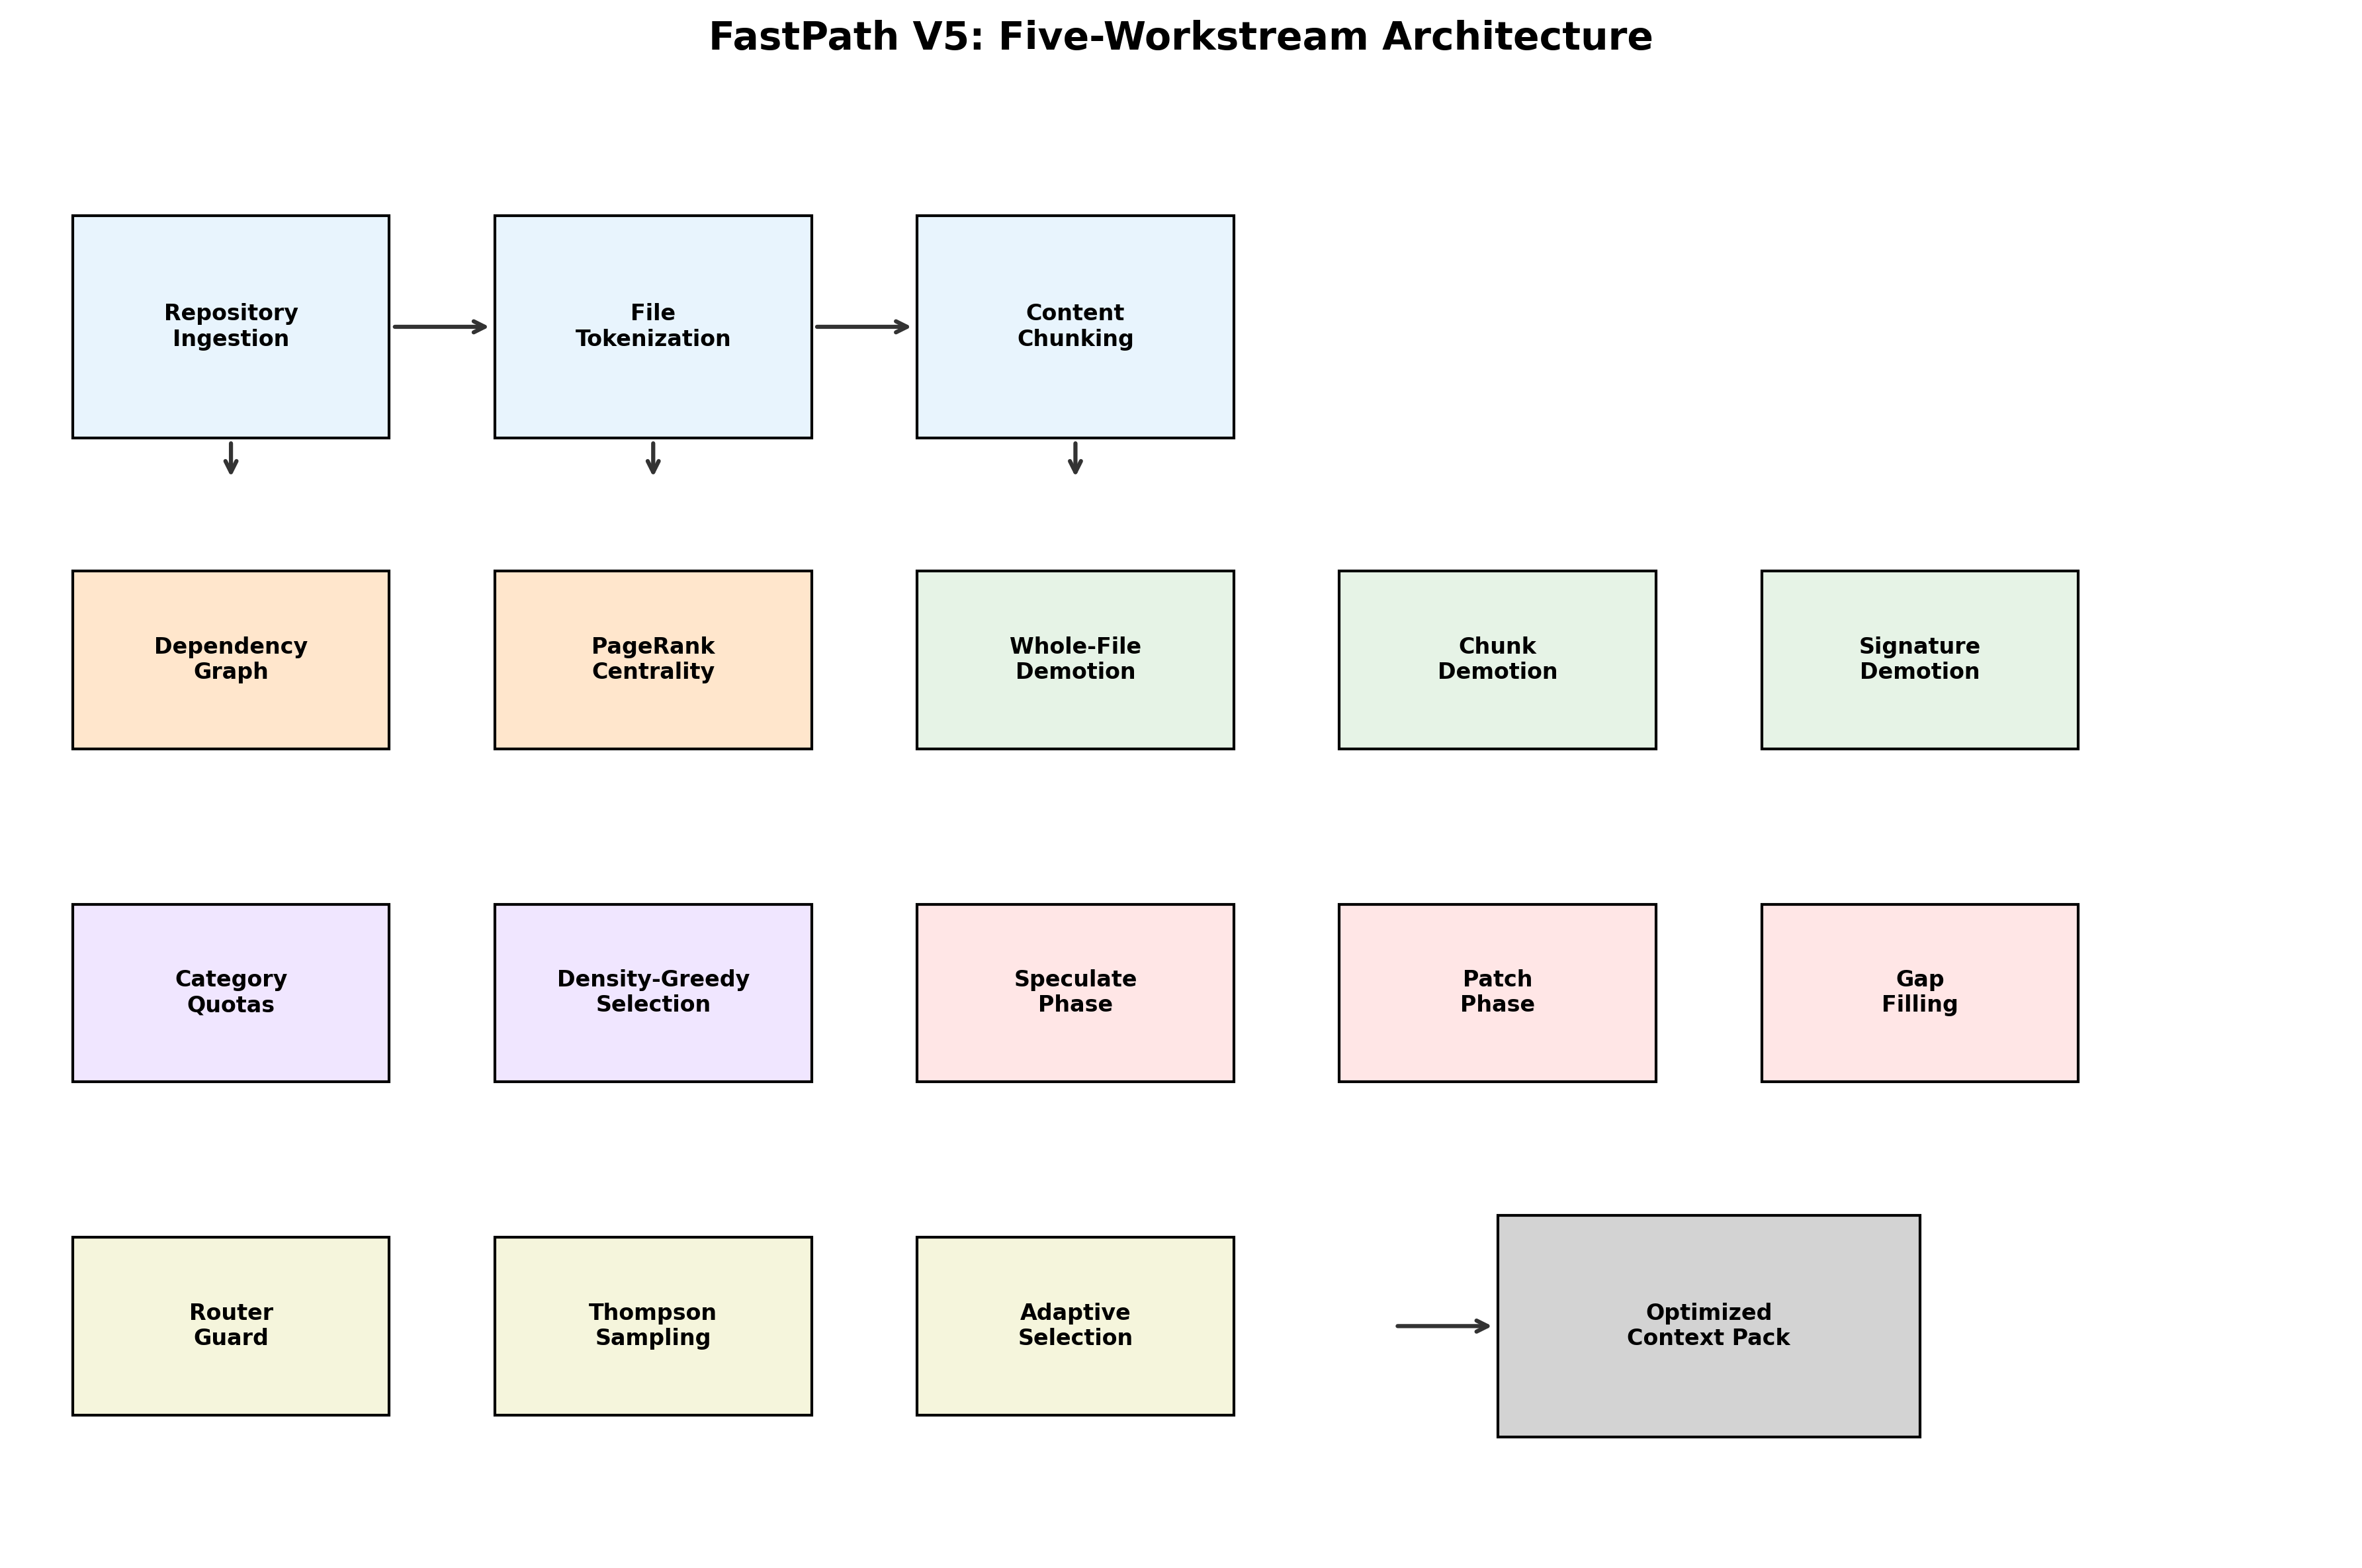 FastPath V5: Five-Workstream Architecture
Repository
Ingestion
File
Tokenization
Content
Chunking
Dependency
Graph
PageRank
Centrality
Whole-File
Demotion
Chunk
Demotion
Signature
Demotion
Category
Quotas
Density-Greedy
Selection
Speculate
Phase
Patch
Phase
Gap
Filling
Router
Guard
Thompson
Sampling
Adaptive
Selection
Optimized
Context Pack